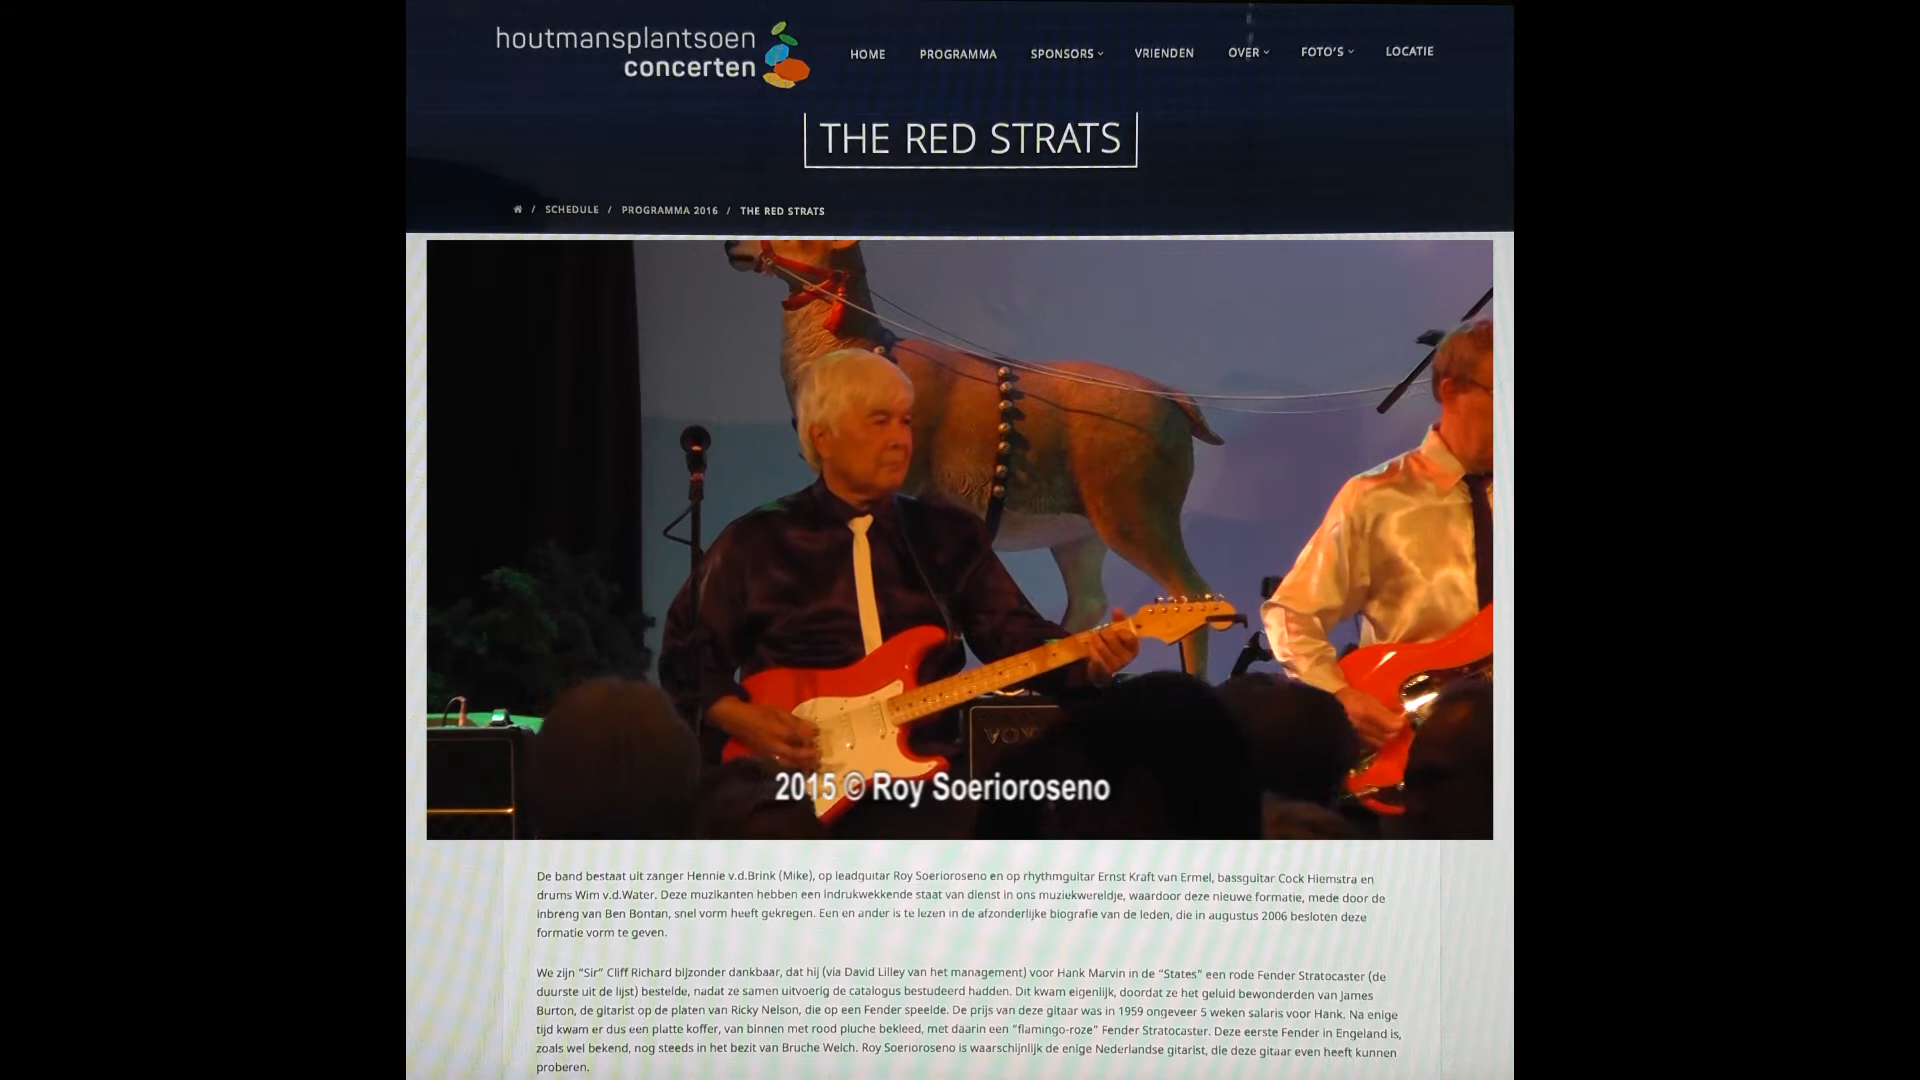 houtmansplantsoen
concerten
HOME PROGRAMMA SPONSORS VRIENDEN OVER FOTO'S LOCATIE
THE RED STRATS
/ SCHEDULE / PROGRAMMA 2016 / THE RED STRATS
VOX
2015 © Roy Soerioroseno
De band bestaat uit zanger Hennie v.d.Brink (Mike), op leadguitar Roy Soerioroseno en op rhythmguitar Ernst Kraft van Ermel, bassguitar Cock Hiemstra en
drums Wim v.d.Water. Deze muzikanten hebben een indrukwekkende staat van dienst in ons muziekwereldje, waardoor deze nieuwe formatie, mede door de
inbreng van Ben Bontan, snel vorm heeft gekregen. Een en ander is te lezen in de afzonderlijke biografie van de leden, die in augustus 2006 besloten deze
formatie vorm te geven.
We zijn “Sir” Cliff Richard bijzonder dankbaar, dat hij (via David Lilley van het management) voor Hank Marvin in de “States” een rode Fender Stratocaster (de
duurste uit de lijst) bestelde, nadat ze samen uitvoerig de catalogus bestudeerd hadden. Dit kwam eigenlijk, doordat ze het geluid bewonderden van James
Burton, de gitarist op de platen van Ricky Nelson, die op een Fender speelde. De prijs van deze gitaar was in 1959 ongeveer 5 weken salaris voor Hank. Na enige
tijd kwam er dus een platte koffer, van binnen met rood pluche bekleed, met daarin een “flamingo-roze” Fender Stratocaster. Deze eerste Fender in Engeland is,
zoals wel bekend, nog steeds in het bezit van Bruche Welch. Roy Soerioroseno is waarschijnlijk de enige Nederlandse gitarist, die deze gitaar even heeft kunnen
proberen.